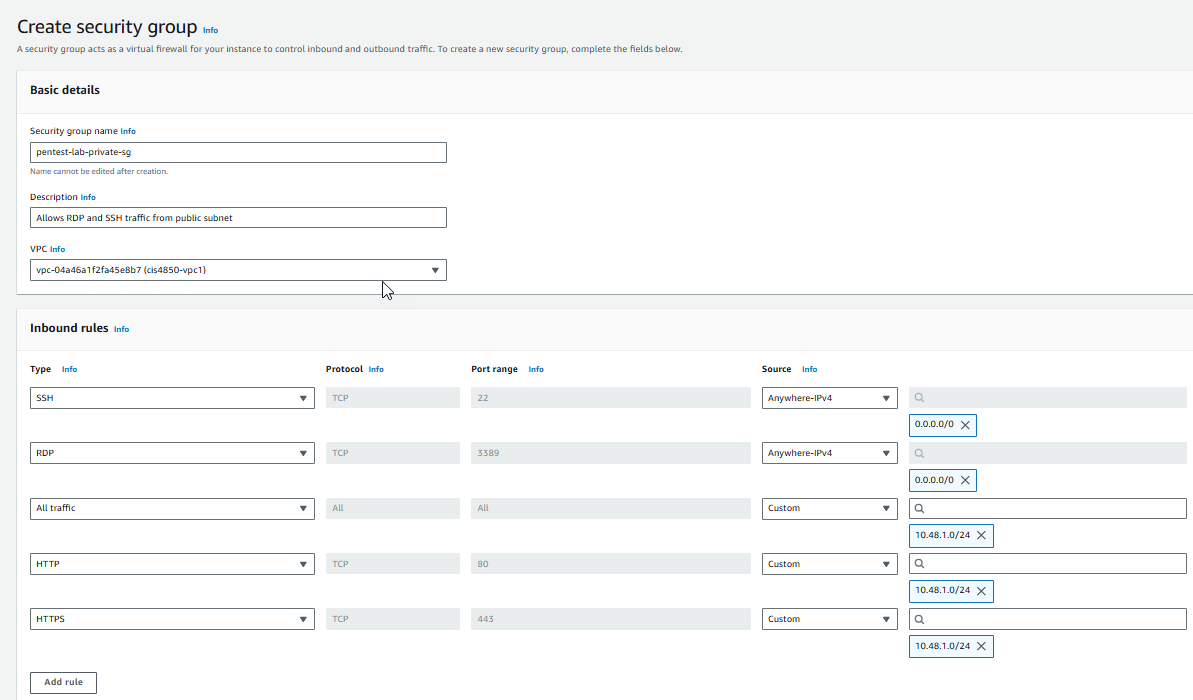 Create security group Info
A security group acts as a virtual firewall for your instance to control inbound and outbound traffic. To create a new security group, complete the fields below.
Basic details
Security group name Info
pentest-lab-private-sg
Name cannot be edited after creation.
Description Info
Allows RDP and SSH traffic from public subnet
VPC Info
vpc-04a46a1f2fa45e8b7 (cis4850-vpc1)
Inbound rules Info
Type Info Protocol Info Port range Info Source Info
SSH TCP 22 Anywhere-IPv4
0.0.0.0/0
RDP TCP 3389 Anywhere-IPv4
0.0.0.0/0
All traffic All All Custom
10.48.1.0/24
HTTP TCP 80 Custom
10.48.1.0/24
HTTPS TCP 443 Custom
10.48.1.0/24
Add rule